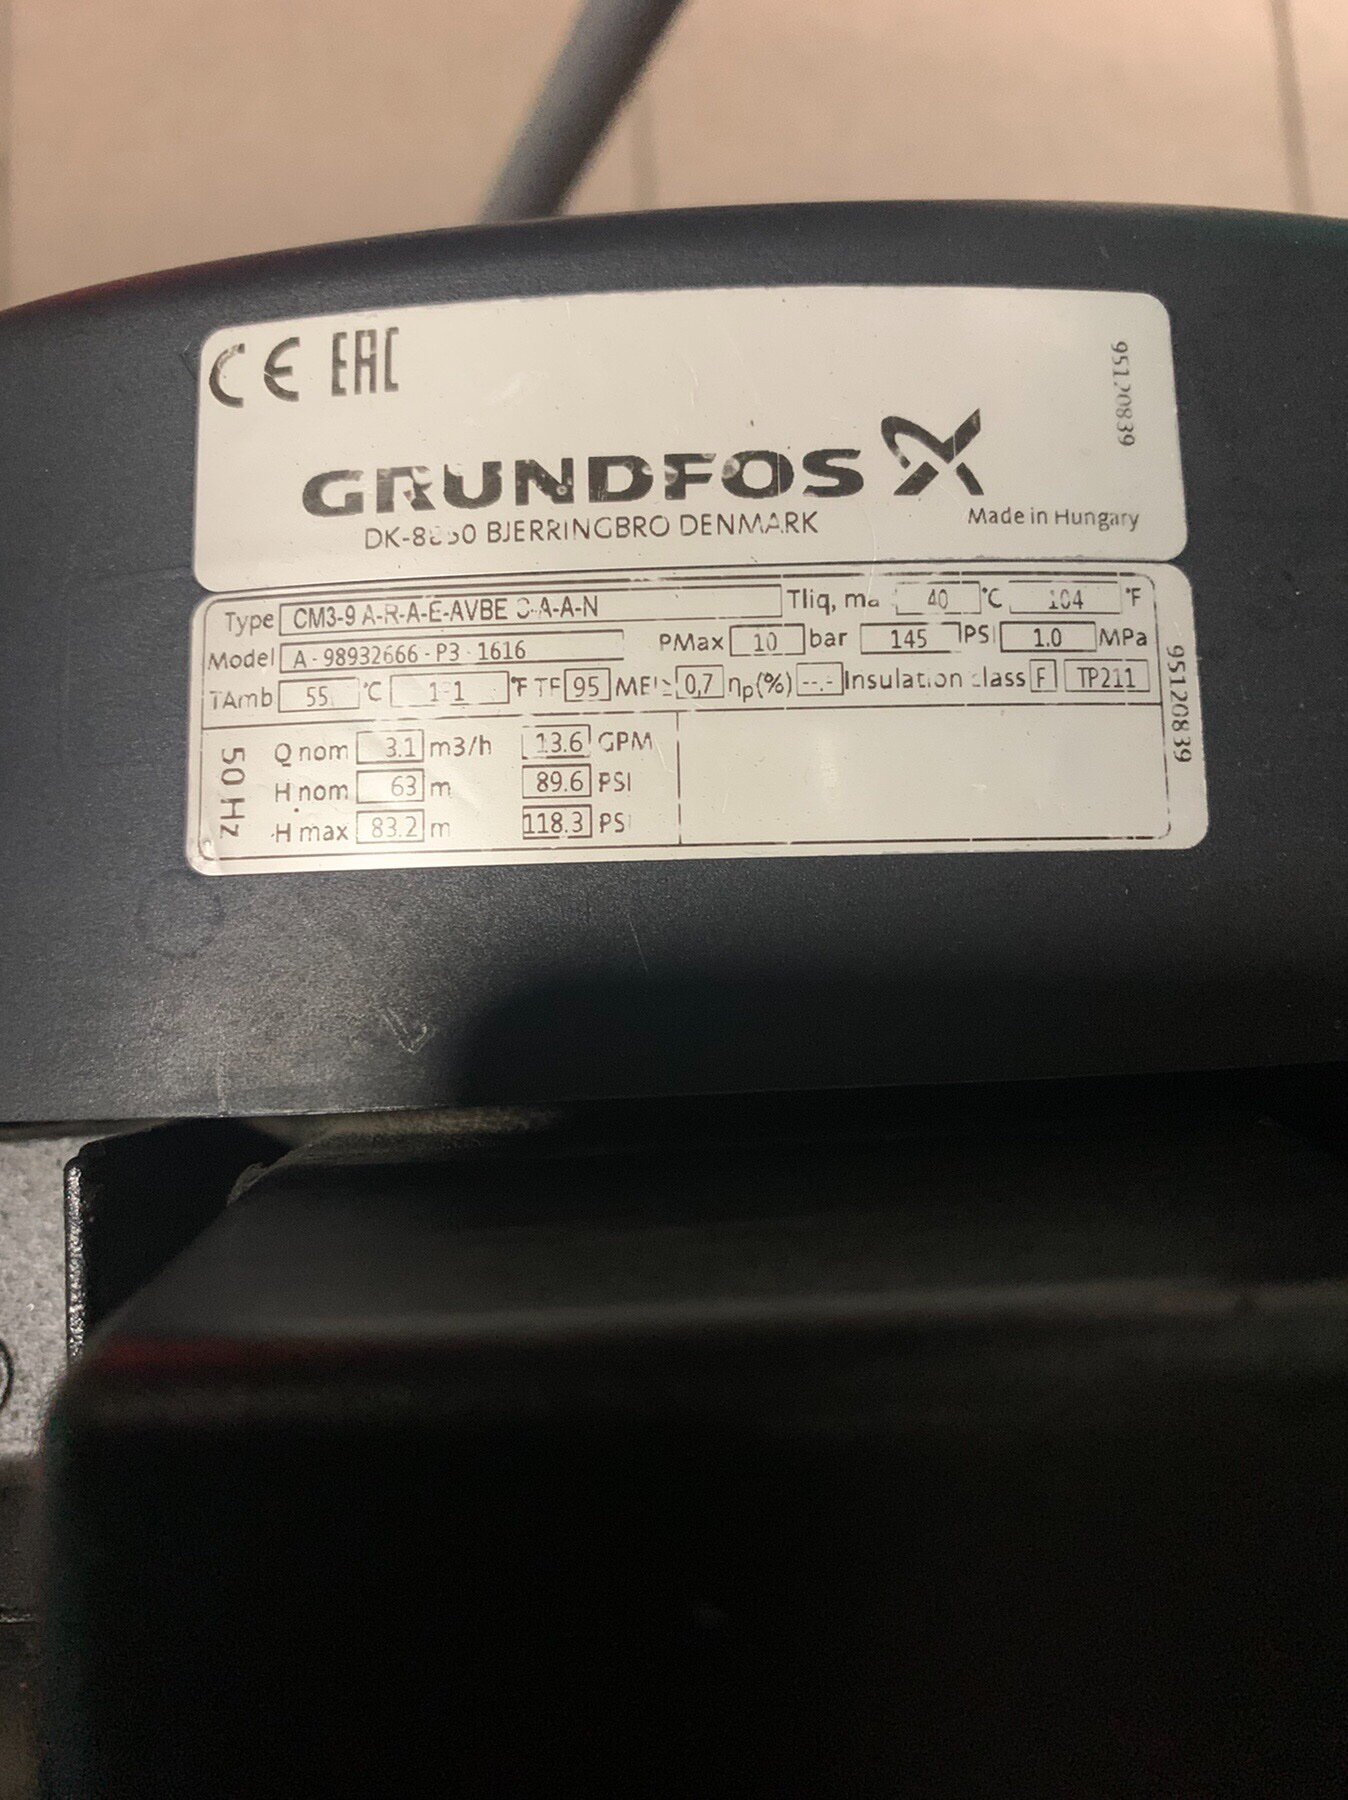 CE EAC
95120839
GRUNDFOS
BJERRINGBRO DENMARK
Made in Hungary
Type CM3-9 A-R-A-E-AVBE -A-A-N Tliq, 40 °C 104 °F
Model A - 98932666 - P3 - 1616 PMax 10 bar 145 PSI 1.0 MPa
TAmb 55 °C °F TF 95 MEI≥ 0,7 ηp(%) --.- Insulation class F TP211
95120839
50 Hz
Q nom 3.1 m3/h 13.6 GPM
H nom 63 m 89.6 PSI
H max 83.2 m 118.3 PSI